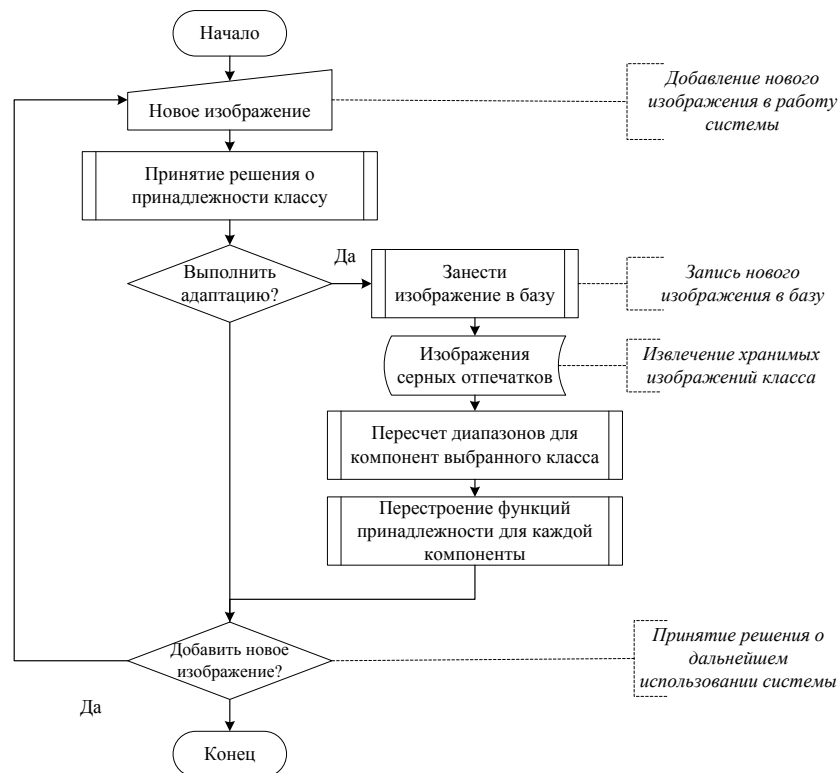 Начало
Новое изображение
Добавление нового
изображения в работу
системы
Принятие решения о
принадлежности классу
Выполнить
адаптацию?
Да
Занести
изображение в базу
Запись нового
изображения в базу
Изображения
серных отпечатков
Извлечение хранимых
изображений класса
Пересчет диапазонов для
компонент выбранного класса
Перестроение функций
принадлежности для каждой
компоненты
Добавить новое
изображение?
Принятие решения о
дальнейшем
использовании системы
Да
Конец